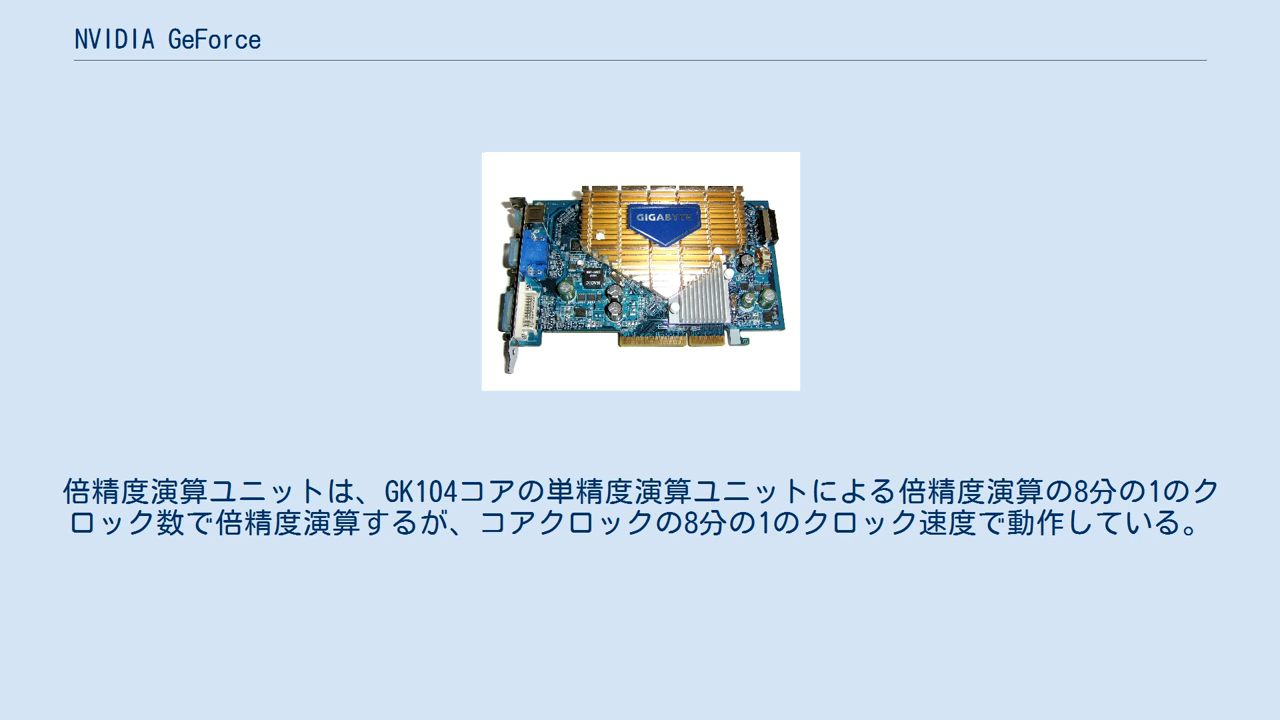 NVIDIA GeForce
GIGABYTE
倍精度演算ユニットは、GK104コアの単精度演算ユニットによる倍精度演算の8分の1のク
ロック数で倍精度演算するが、コアクロックの8分の1のクロック速度で動作している。